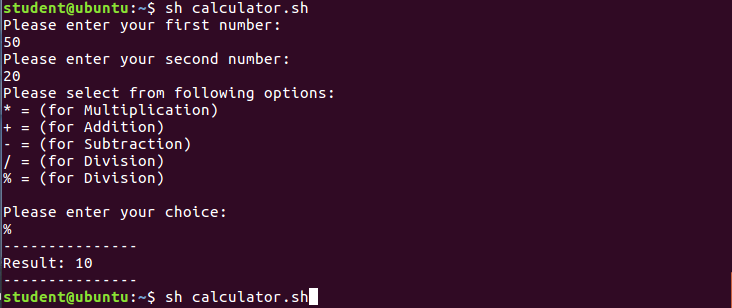 student@ubuntu:~$ sh calculator.sh
Please enter your first number:
50
Please enter your second number:
20
Please select from following options:
* = (for Multiplication)
+ = (for Addition)
- = (for Subtraction)
/ = (for Division)
% = (for Division)
Please enter your choice:
%
---------------
Result: 10
---------------
student@ubuntu:~$ sh calculator.sh